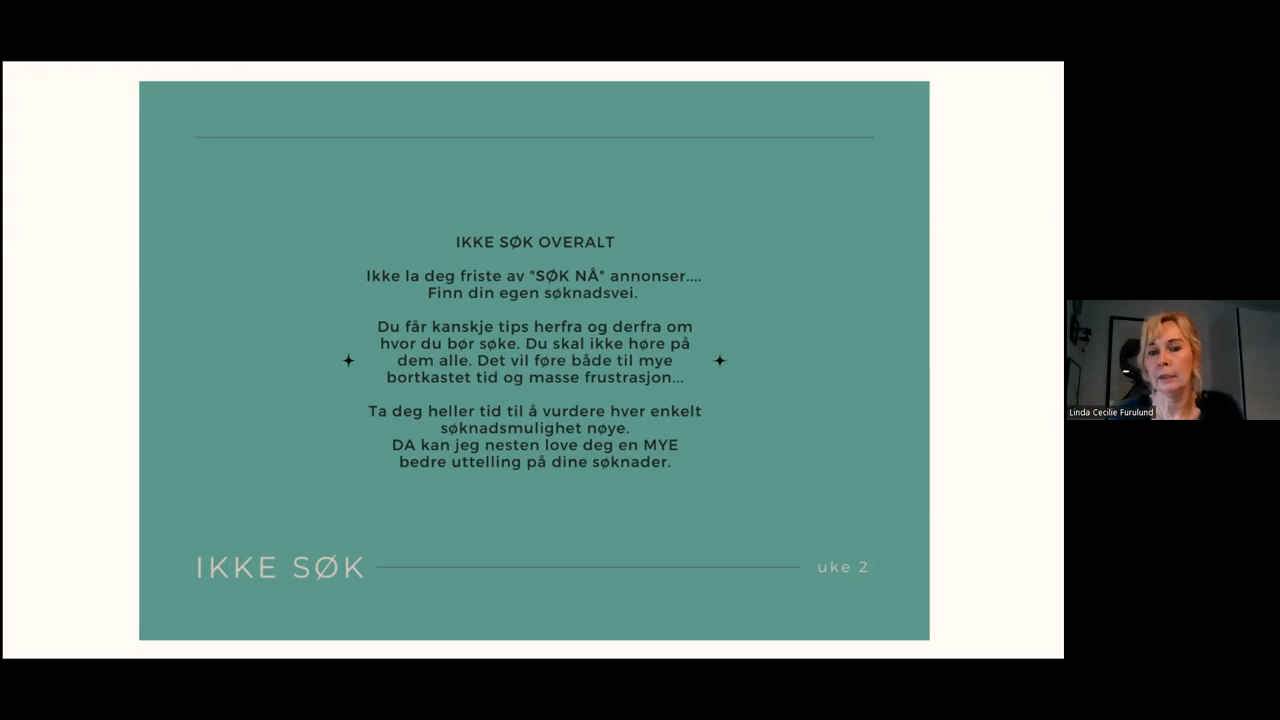 IKKE SØK OVERALT
Ikke la deg friste av "SØK NÅ" annonser....
Finn din egen søknadsvei.
Du får kanskje tips herfra og derfra om
hvor du bør søke. Du skal ikke høre på
dem alle. Det vil føre både til mye
bortkastet tid og masse frustrasjon...
Ta deg heller tid til å vurdere hver enkelt
søknadsmulighet nøye.
DA kan jeg nesten love deg en MYE
bedre uttelling på dine søknader.
IKKE SØK
uke 2
Linda Cecilie Furulund